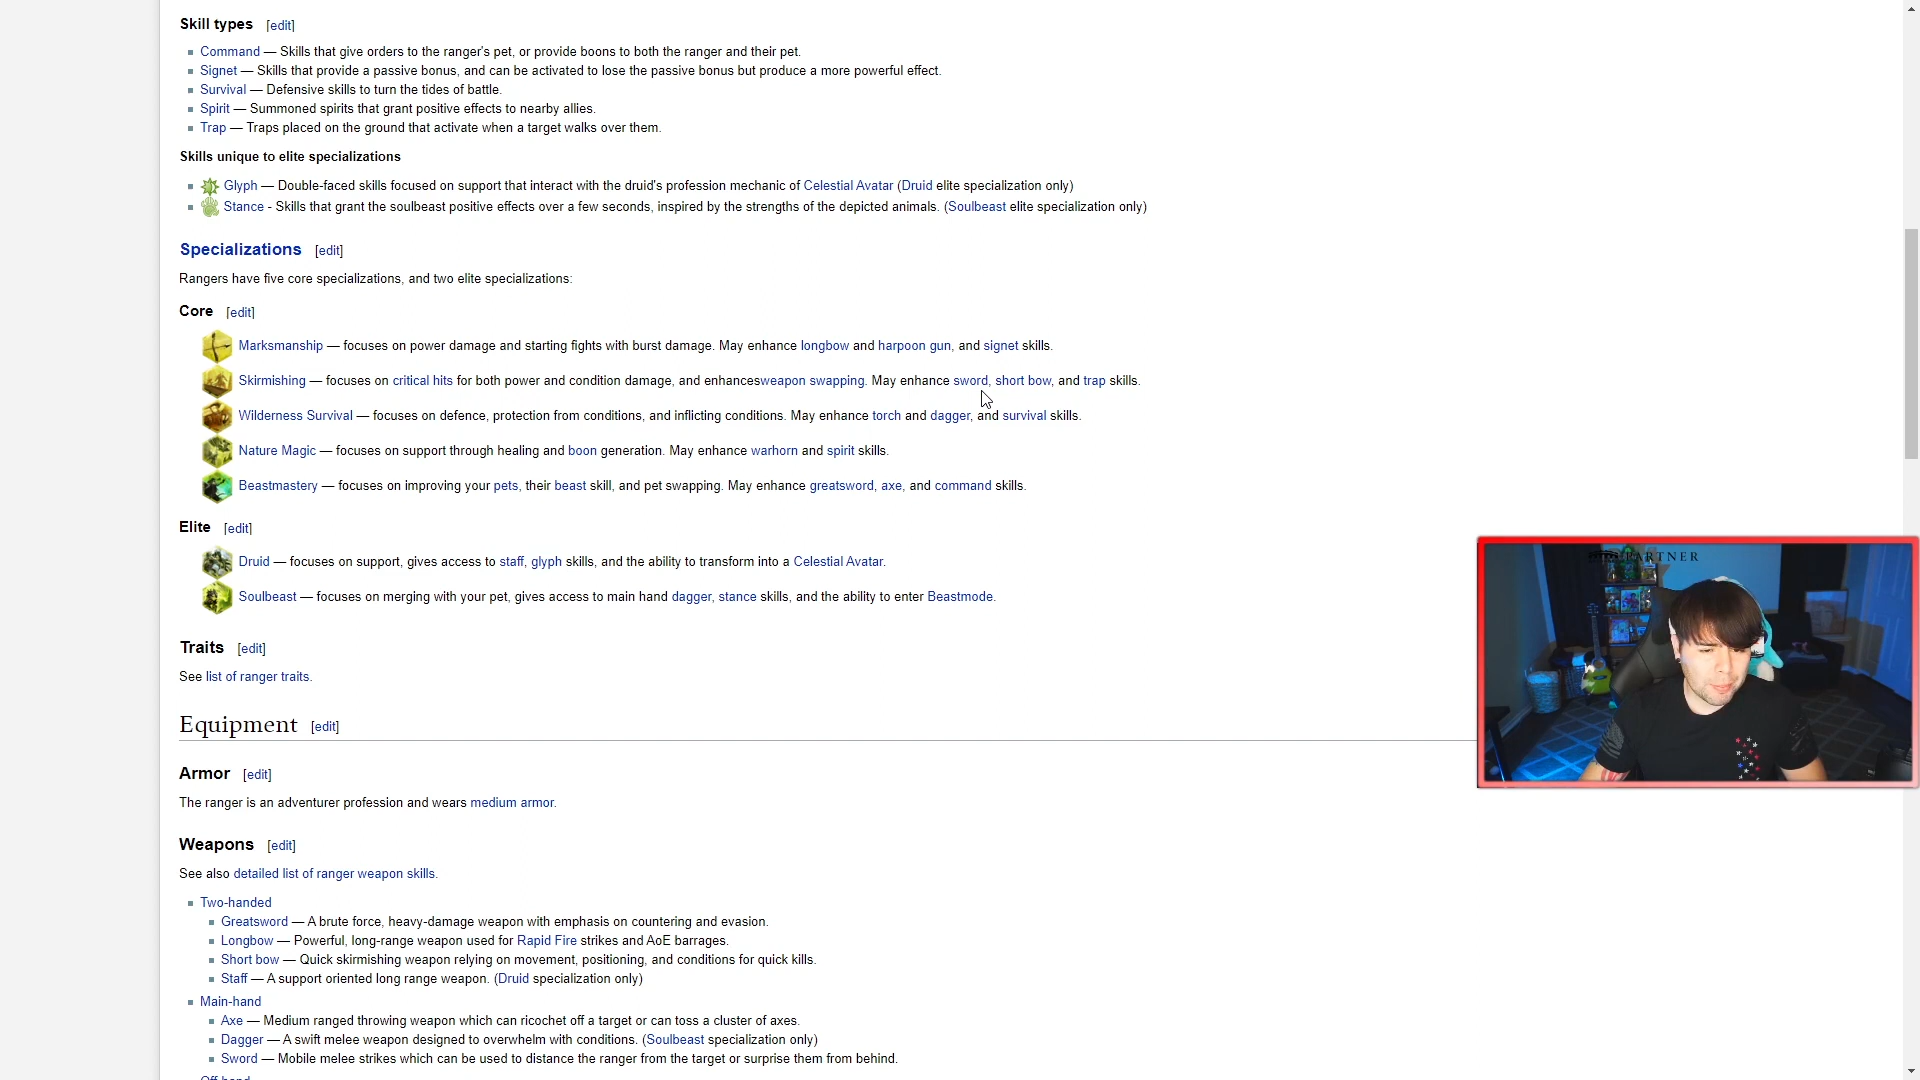 Skill types [edit]
Command — Skills that give orders to the ranger's pet, or provide boons to both the ranger and their pet.
Signet — Skills that provide a passive bonus, and can be activated to lose the passive bonus but produce a more powerful effect.
Survival — Defensive skills to turn the tides of battle.
Spirit — Summoned spirits that grant positive effects to nearby allies.
Trap — Traps placed on the ground that activate when a target walks over them.
Skills unique to elite specializations
Glyph — Double-faced skills focused on support that interact with the druid's profession mechanic of Celestial Avatar (Druid elite specialization only)
Stance - Skills that grant the soulbeast positive effects over a few seconds, inspired by the strengths of the depicted animals. (Soulbeast elite specialization only)
Specializations [edit]
Rangers have five core specializations, and two elite specializations:
Core [edit]
Marksmanship — focuses on power damage and starting fights with burst damage. May enhance longbow and harpoon gun, and signet skills.
Skirmishing — focuses on critical hits for both power and condition damage, and enhancesweapon swapping. May enhance sword, short bow, and trap skills.
Wilderness Survival — focuses on defence, protection from conditions, and inflicting conditions. May enhance torch and dagger, and survival skills.
Nature Magic — focuses on support through healing and boon generation. May enhance warhorn and spirit skills.
Beastmastery — focuses on improving your pets, their beast skill, and pet swapping. May enhance greatsword, axe, and command skills.
Elite [edit]
Druid — focuses on support, gives access to staff, glyph skills, and the ability to transform into a Celestial Avatar.
Soulbeast — focuses on merging with your pet, gives access to main hand dagger, stance skills, and the ability to enter Beastmode.
PARTNER
Traits [edit]
See list of ranger traits.
Equipment [edit]
Armor [edit]
The ranger is an adventurer profession and wears medium armor.
Weapons [edit]
See also detailed list of ranger weapon skills.
Two-handed
Greatsword — A brute force, heavy-damage weapon with emphasis on countering and evasion.
Longbow — Powerful, long-range weapon used for Rapid Fire strikes and AoE barrages.
Short bow — Quick skirmishing weapon relying on movement, positioning, and conditions for quick kills.
Staff — A support oriented long range weapon. (Druid specialization only)
Main-hand
Axe — Medium ranged throwing weapon which can ricochet off a target or can toss a cluster of axes.
Dagger — A swift melee weapon designed to overwhelm with conditions. (Soulbeast specialization only)
Sword — Mobile melee strikes which can be used to distance the ranger from the target or surprise them from behind.
Off-hand